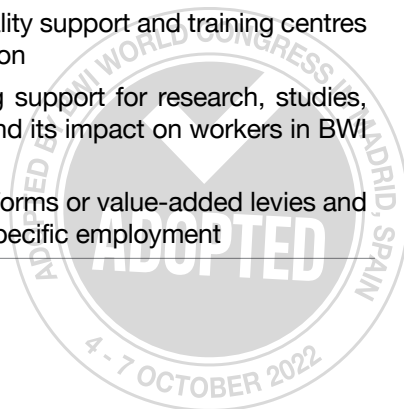 lity support and training centres
on
g support for research, studies,
nd its impact on workers in BWI
orms or value-added levies and
pecific employment
ADOPTED BY BWI WORLD CONGRESS IN MADRID, SPAIN
ADOPTED
4 - 7 OCTOBER 2022